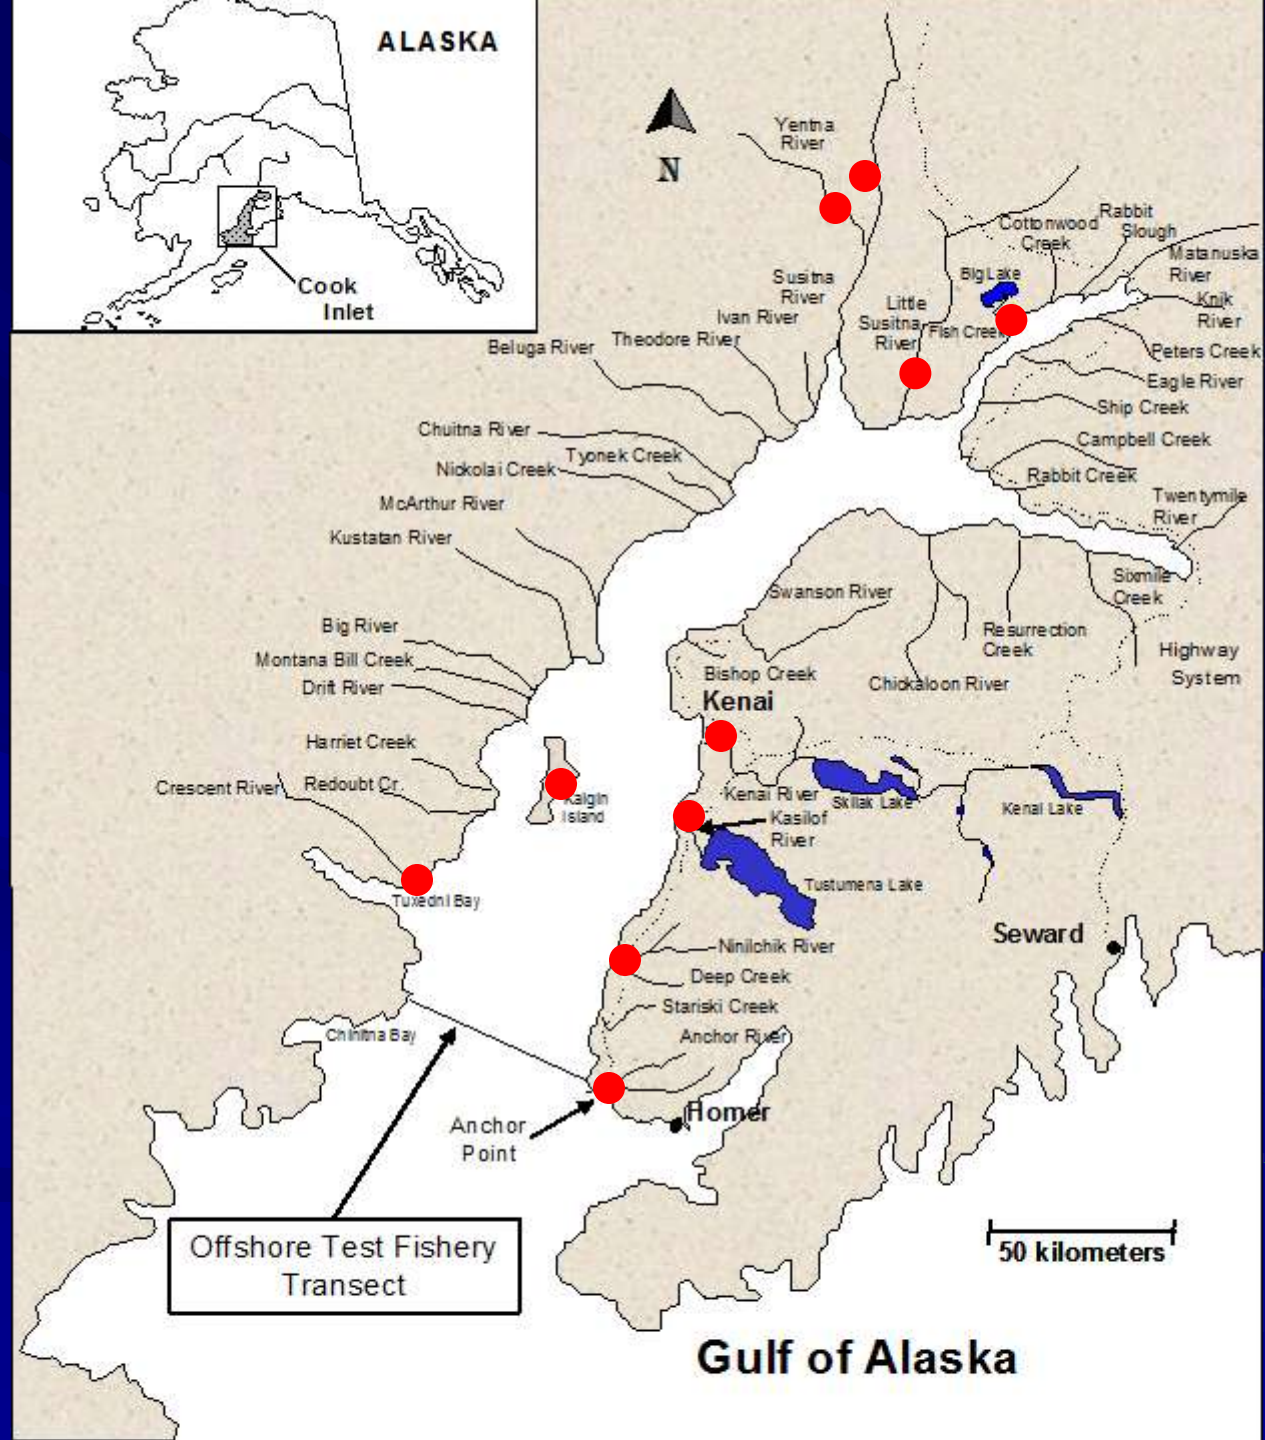 ALASKA
Cook
Inlet
N
Yentna
River
Cottonwood
Creek
Rabbit
Slough
Matanuska
River
Big Lake
Knik
River
Susitna
River
Little
Susitna
River
Fish Creek
Ivan River
Theodore River
Beluga River
Peters Creek
Eagle River
Ship Creek
Chuitna River
Campbell Creek
Tyonek Creek
Nickolai Creek
Rabbit Creek
McArthur River
Twentymile
River
Kustatan River
Sixmile
Creek
Swanson River
Big River
Resurrection
Creek
Montana Bill Creek
Highway
System
Bishop Creek
Drift River
Chickaloon River
Kenai
Harriet Creek
Crescent River
Redoubt Cr.
Kalgin
Island
Kenai River
Skilak Lake
Kenai Lake
Kasilof
River
Tustumena Lake
Tuxedni Bay
Seward
Ninilchik River
Deep Creek
Stariski Creek
Chinitna Bay
Anchor River
Homer
Anchor
Point
Offshore Test Fishery
Transect
50 kilometers
Gulf of Alaska